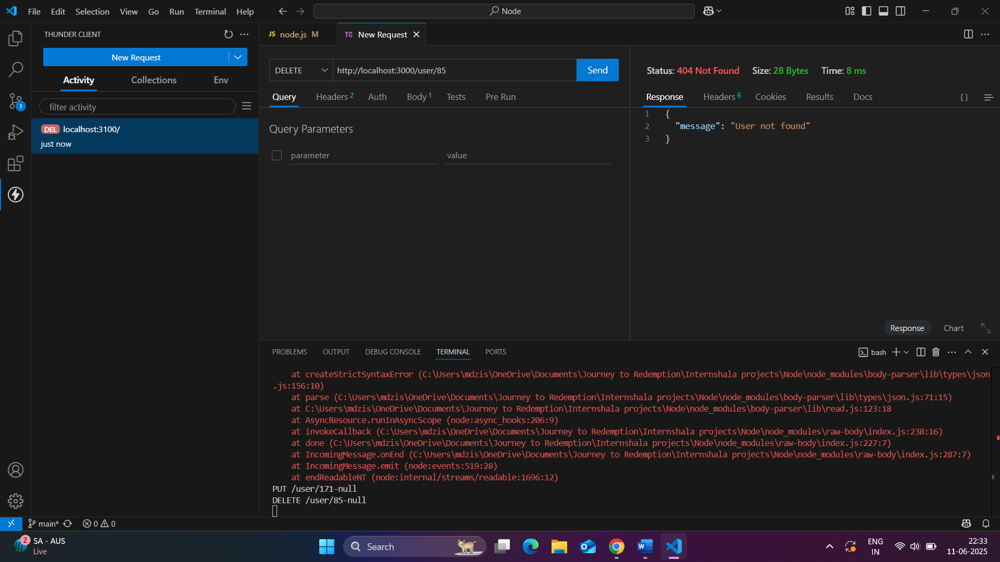 File Edit Selection View Go Run Terminal Help
Node
THUNDER CLIENT
New Request
Activity Collections Env
filter activity
DEL localhost:3100/
just now
1
JS node.js M
TC New Request
DELETE http://localhost:3000/user/85 Send
Query Headers 2 Auth Body 1 Tests Pre Run
Query Parameters
parameter value
Status: 404 Not Found Size: 28 Bytes Time: 8 ms
Response Headers 6 Cookies Results Docs { }
1 {
2 "message": "User not found"
3 }
Response Chart
PROBLEMS OUTPUT DEBUG CONSOLE TERMINAL PORTS
bash
at createStrictSyntaxError (C:\Users\mdzis\OneDrive\Documents\Journey to Redemption\Internshala projects\Node\node_modules\body-parser\lib\types\json
.js:156:10)
at parse (C:\Users\mdzis\OneDrive\Documents\Journey to Redemption\Internshala projects\Node\node_modules\body-parser\lib\types\json.js:71:15)
at C:\Users\mdzis\OneDrive\Documents\Journey to Redemption\Internshala projects\Node\node_modules\body-parser\lib\read.js:123:18
at AsyncResource.runInAsyncScope (node:async_hooks:206:9)
at invokeCallback (C:\Users\mdzis\OneDrive\Documents\Journey to Redemption\Internshala projects\Node\node_modules\raw-body\index.js:238:16)
at done (C:\Users\mdzis\OneDrive\Documents\Journey to Redemption\Internshala projects\Node\node_modules\raw-body\index.js:227:7)
at IncomingMessage.onEnd (C:\Users\mdzis\OneDrive\Documents\Journey to Redemption\Internshala projects\Node\node_modules\raw-body\index.js:287:7)
at IncomingMessage.emit (node:events:519:28)
at endReadableNT (node:internal/streams/readable:1696:12)
PUT /user/171-null
DELETE /user/85-null
main* 0 0
2 SA - AUS
Live
Search
ENG
IN
22:33
11-06-2025